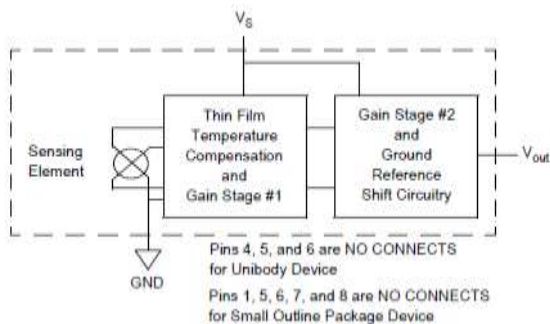 V_S
Thin Film
Temperature
Compensation
and
Gain Stage #1
Gain Stage #2
and
Ground
Reference
Shift Circuitry
Sensing
Element
V_out
GND
Pins 4, 5, and 6 are NO CONNECTS
for Unibody Device
Pins 1, 5, 6, 7, and 8 are NO CONNECTS
for Small Outline Package Device